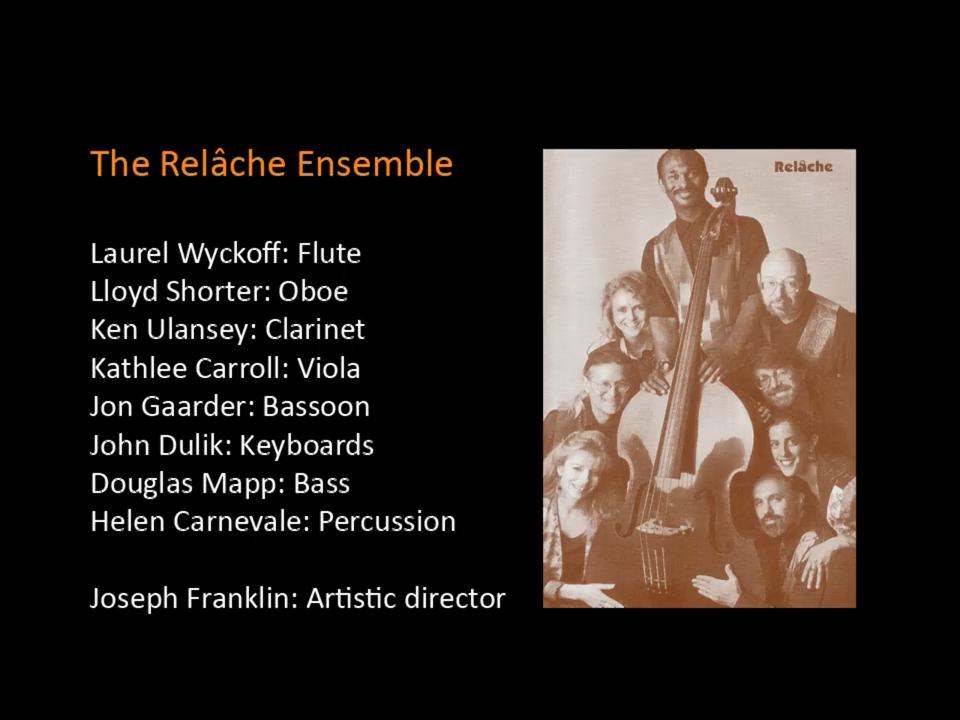 The Relâche Ensemble
Relâche
Laurel Wyckoff: Flute
Lloyd Shorter: Oboe
Ken Ulansey: Clarinet
Kathlee Carroll: Viola
Jon Gaarder: Bassoon
John Dulik: Keyboards
Douglas Mapp: Bass
Helen Carnevale: Percussion
Joseph Franklin: Artistic director